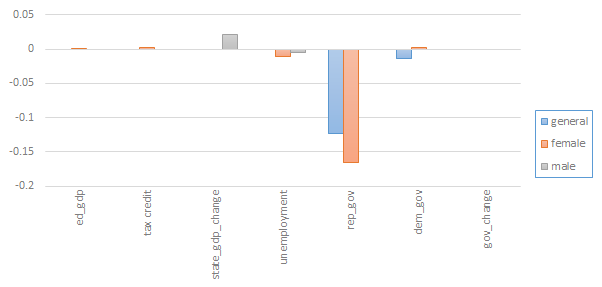 0.05
0
-0.05
-0.1
-0.15
-0.2
ed_gdp
tax credit
state_gdp_change
unemployment
rep_gov
dem_gov
gov_change
general
female
male